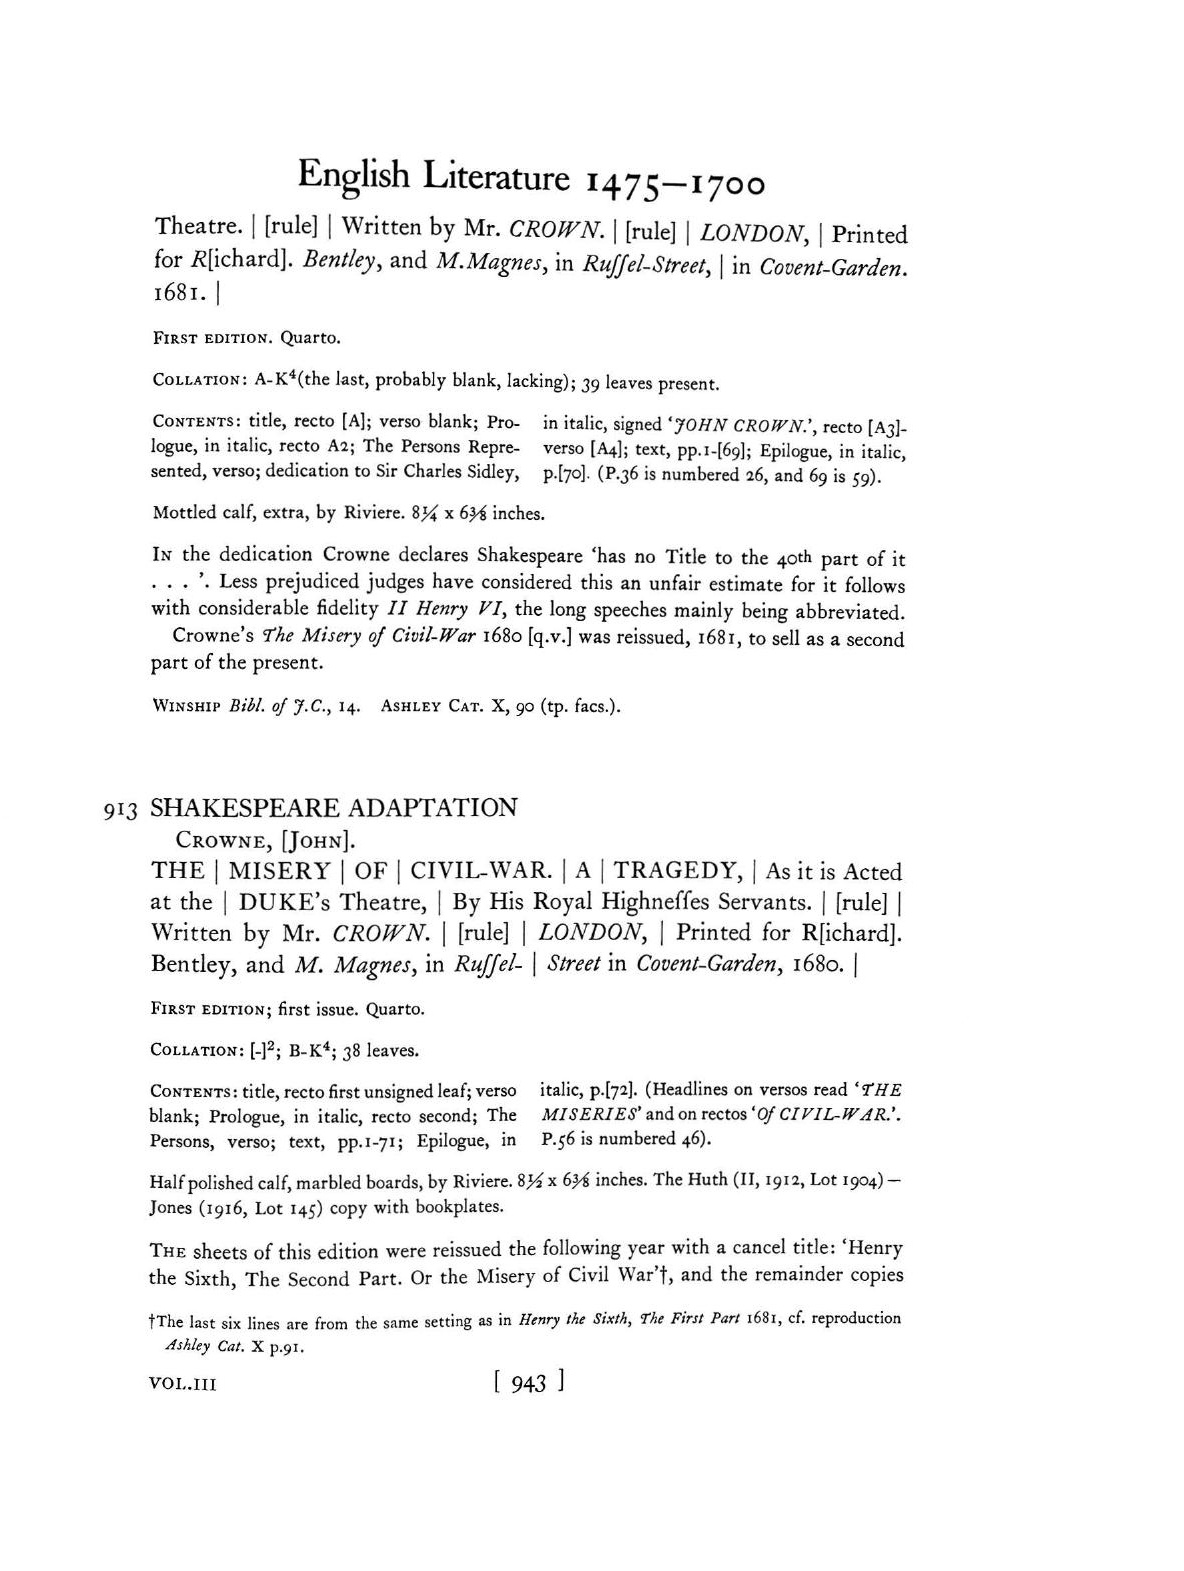 English Literature 1475—1700
Theatre. | [rule] | Written by Mr. CROWN. | [rule] | LONDON, | Printed
for R[ichard]. Bentley, and M.Magnes, in Ruſſel-Street, | in Covent-Garden.
1681. |
First edition. Quarto.
Collation: A-K⁴(the last, probably blank, lacking); 39 leaves present.
Contents: title, recto [A]; verso blank; Pro-
logue, in italic, recto A2; The Persons Repre-
sented, verso; dedication to Sir Charles Sidley,
in italic, signed ‘JOHN CROWN.’, recto [A3]-
verso [A4]; text, pp.1-[69]; Epilogue, in italic,
p.[70]. (P.36 is numbered 26, and 69 is 59).
Mottled calf, extra, by Riviere. 8¼ x 6⅜ inches.
In the dedication Crowne declares Shakespeare ‘has no Title to the 40th part of it
. . . ’. Less prejudiced judges have considered this an unfair estimate for it follows
with considerable fidelity II Henry VI, the long speeches mainly being abbreviated.
Crowne's The Misery of Civil-War 1680 [q.v.] was reissued, 1681, to sell as a second
part of the present.
Winship Bibl. of J.C., 14. Ashley Cat. X, 90 (tp. facs.).
913 SHAKESPEARE ADAPTATION
Crowne, [John].
THE | MISERY | OF | CIVIL-WAR. | A | TRAGEDY, | As it is Acted
at the | DUKE's Theatre, | By His Royal Highneſſes Servants. | [rule] |
Written by Mr. CROWN. | [rule] | LONDON, | Printed for R[ichard].
Bentley, and M. Magnes, in Ruſſel- | Street in Covent-Garden, 1680. |
First edition; first issue. Quarto.
Collation: [-]²; B-K⁴; 38 leaves.
Contents: title, recto first unsigned leaf; verso
blank; Prologue, in italic, recto second; The
Persons, verso; text, pp.1-71; Epilogue, in
italic, p.[72]. (Headlines on versos read ‘THE
MISERIES’ and on rectos ‘Of CIVIL-WAR.’.
P.56 is numbered 46).
Half polished calf, marbled boards, by Riviere. 8½ x 6⅜ inches. The Huth (II, 1912, Lot 1904) —
Jones (1916, Lot 145) copy with bookplates.
The sheets of this edition were reissued the following year with a cancel title: ‘Henry
the Sixth, The Second Part. Or the Misery of Civil War’†, and the remainder copies
†The last six lines are from the same setting as in Henry the Sixth, The First Part 1681, cf. reproduction
Ashley Cat. X p.91.
VOL.III [ 943 ]